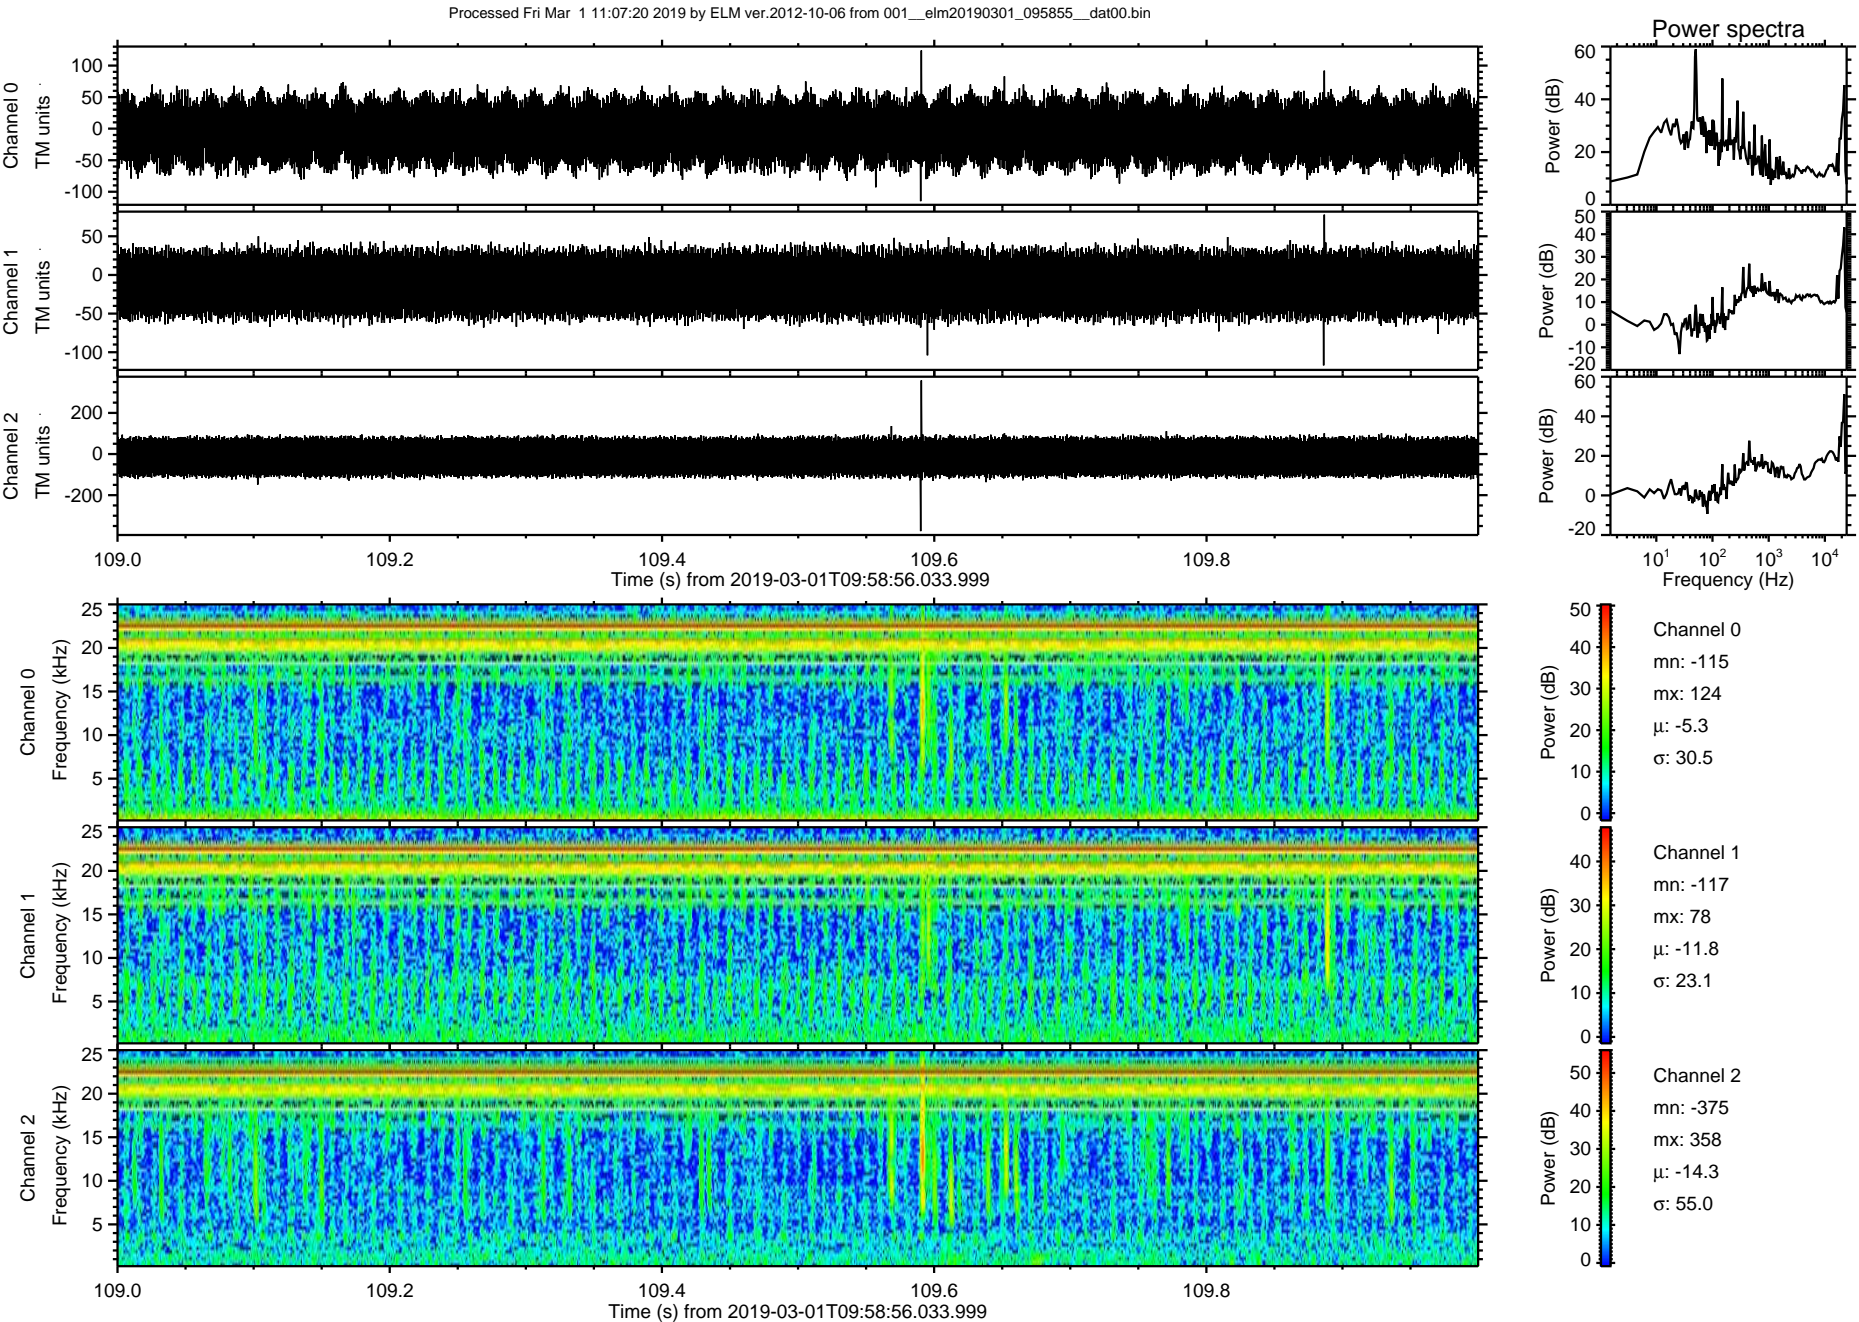 Processed Fri Mar  1 11:07:20 2019 by ELM ver.2012-10-06 from 001__elm20190301_095855__dat00.bin
Power spectra
Channel 0
TM units
100
50
0
-50
-100
Power (dB)
60
40
20
0
Channel 1
TM units
50
0
-50
-100
Power (dB)
50
40
30
20
10
0
-10
-20
Channel 2
TM units
200
0
-200
Power (dB)
60
40
20
0
-20
109.0 109.2 109.4 109.6 109.8
Time (s) from 2019-03-01T09:58:56.033.999
10¹ 10² 10³ 10⁴
Frequency (Hz)
Channel 0
Frequency (kHz)
25
20
15
10
5
Power (dB)
50
40
30
20
10
0
Channel 0
mn: -115
mx: 124
μ: -5.3
σ: 30.5
Channel 1
Frequency (kHz)
25
20
15
10
5
Power (dB)
40
30
20
10
0
Channel 1
mn: -117
mx: 78
μ: -11.8
σ: 23.1
Channel 2
Frequency (kHz)
25
20
15
10
5
Power (dB)
50
40
30
20
10
0
Channel 2
mn: -375
mx: 358
μ: -14.3
σ: 55.0
109.0 109.2 109.4 109.6 109.8
Time (s) from 2019-03-01T09:58:56.033.999